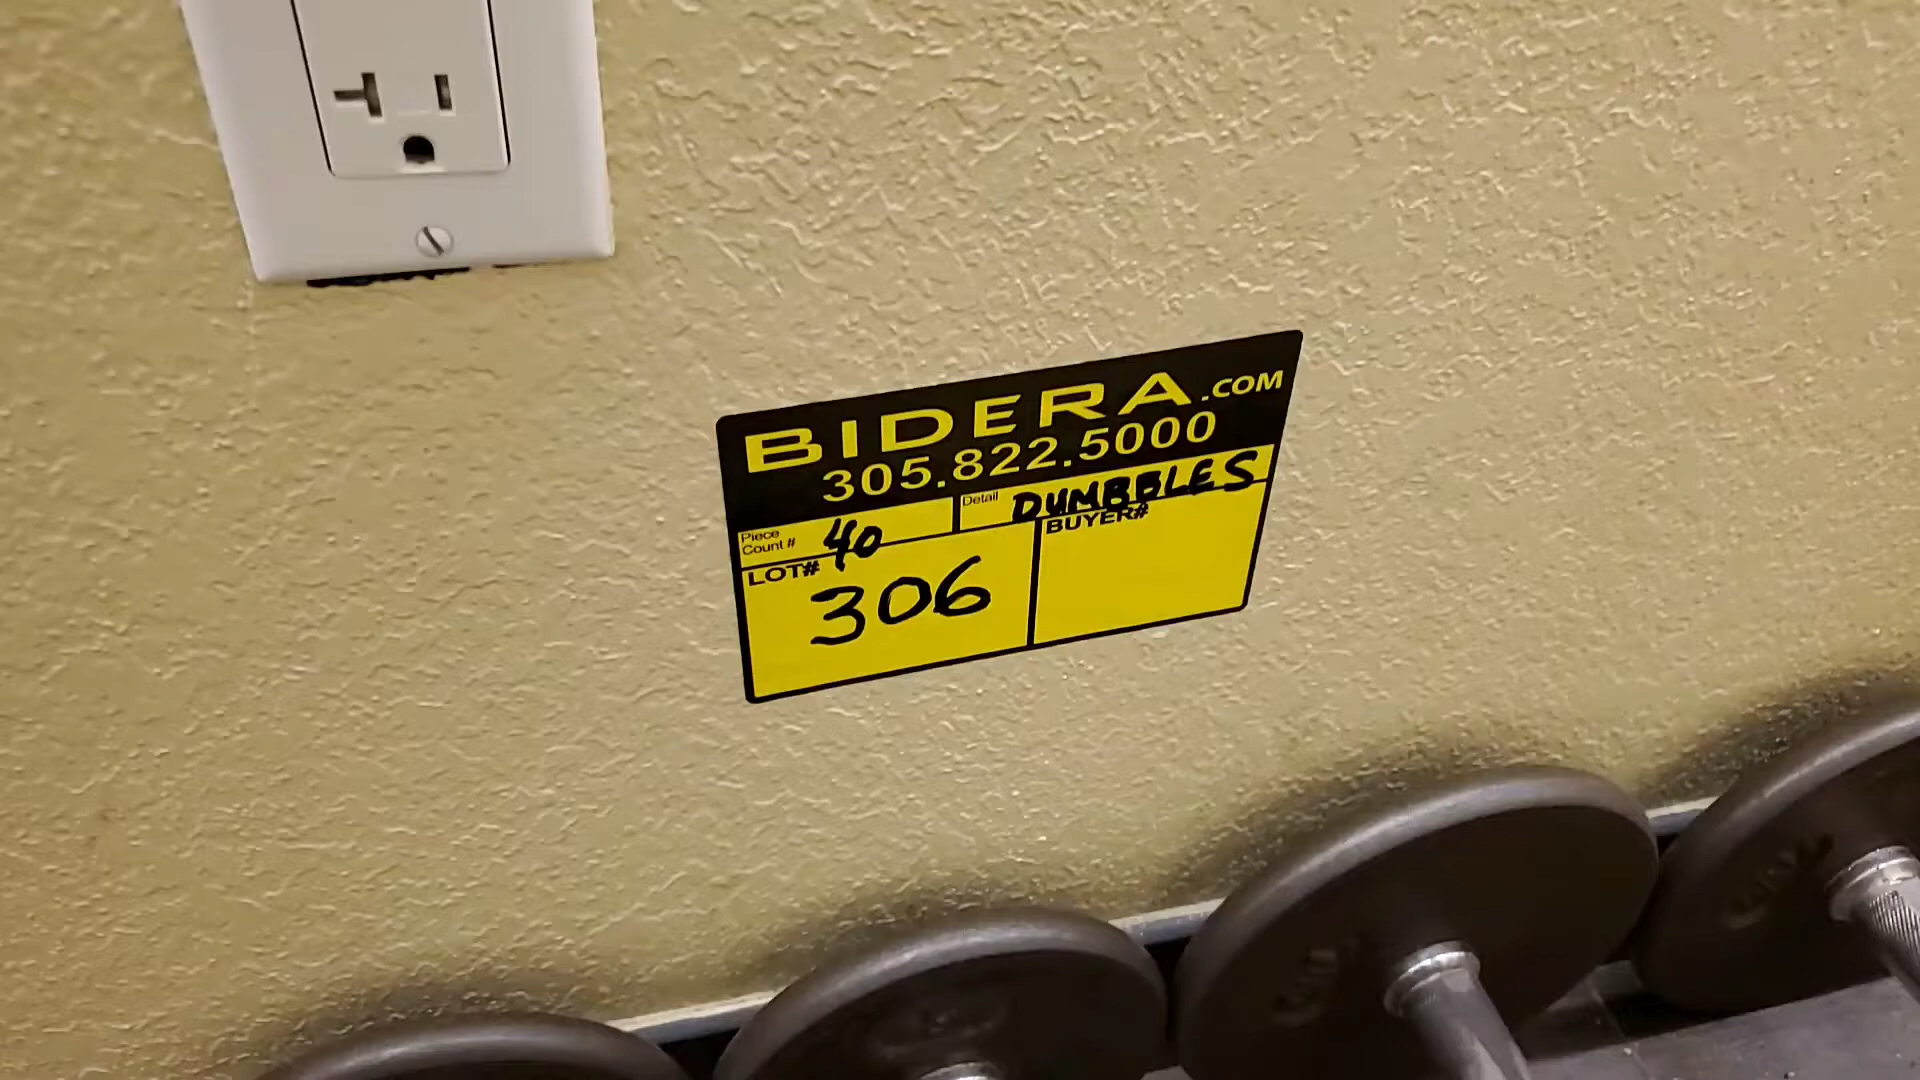 BIDERA.COM
305.822.5000
Piece Count # 40
Detail DUMBBLES
LOT# 306
BUYER#